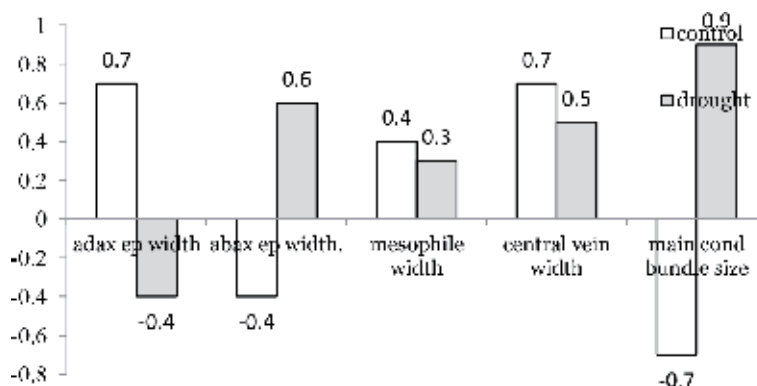 1
0.8
0.6
0.4
0.2
0
-0.2
-0.4
-0.6
-0.8
0.7
-0.4
-0.4
0.6
0.4
0.3
0.7
0.5
-0.7
0.9
control
drought
adax ep width
abax ep width.
mesophile
width
central vein
width
main cond
bundle size